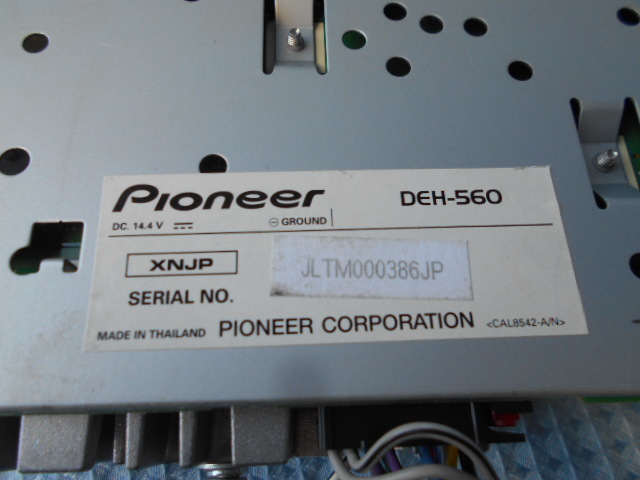 Pioneer DEH-560
DC. 14.4 V ⎓ ⊖ GROUND
XNJP
SERIAL NO. JLTM000386JP
MADE IN THAILAND PIONEER CORPORATION <CAL8542-A/N>